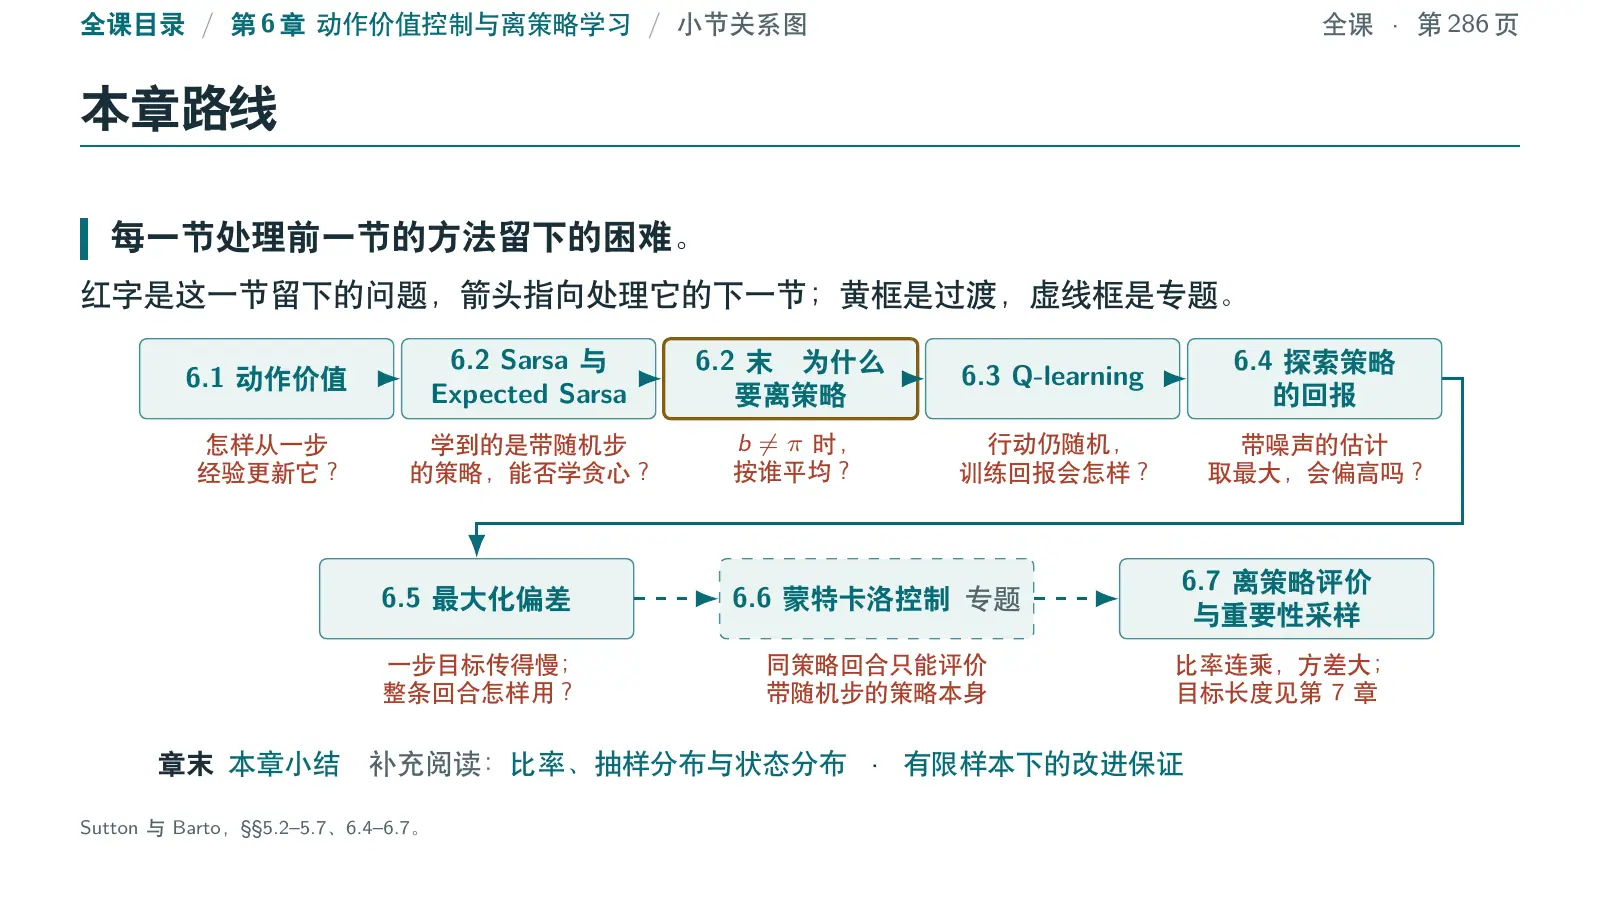 全课目录 / 第 6 章 动作价值控制与离策略学习 / 小节关系图
全课 · 第 286 页
本章路线
每一节处理前一节的方法留下的困难。
红字是这一节留下的问题，箭头指向处理它的下一节；黄框是过渡，虚线框是专题。
6.1 动作价值
6.2 Sarsa 与
Expected Sarsa
6.2 末　为什么
要离策略
6.3 Q-learning
6.4 探索策略
的回报
怎样从一步
经验更新它？
学到的是带随机步
的策略，能否学贪心？
b ≠ π 时，
按谁平均？
行动仍随机，
训练回报会怎样？
带噪声的估计
取最大，会偏高吗？
6.5 最大化偏差
6.6 蒙特卡洛控制 专题
6.7 离策略评价
与重要性采样
一步目标传得慢；
整条回合怎样用？
同策略回合只能评价
带随机步的策略本身
比率连乘，方差大；
目标长度见第 7 章
章末 本章小结 补充阅读：比率、抽样分布与状态分布 · 有限样本下的改进保证
Sutton 与 Barto，§§5.2–5.7、6.4–6.7。